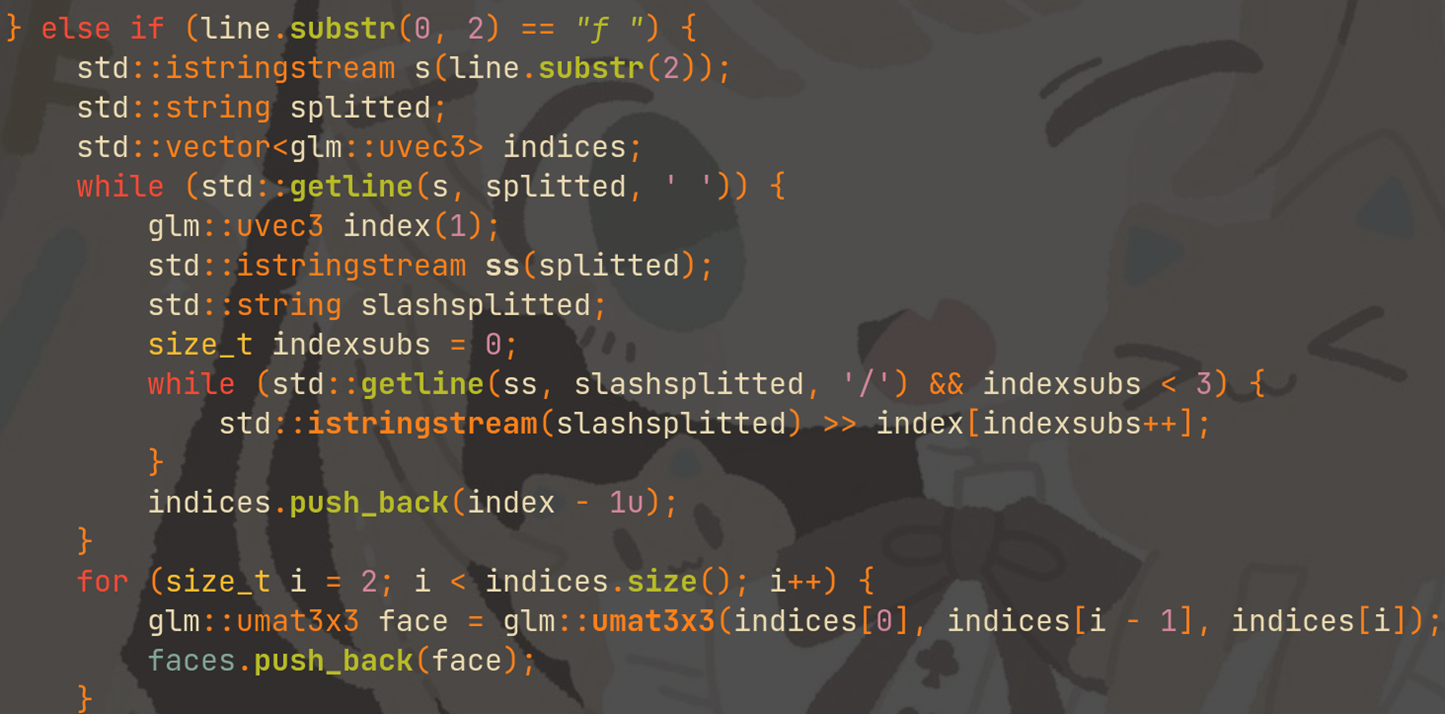 } else if (line.substr(0, 2) == "f ") {
    std::istringstream s(line.substr(2));
    std::string splitted;
    std::vector<glm::uvec3> indices;
    while (std::getline(s, splitted, ' ')) {
        glm::uvec3 index(1);
        std::istringstream ss(splitted);
        std::string slashsplitted;
        size_t indexsubs = 0;
        while (std::getline(ss, slashsplitted, '/') && indexsubs < 3) {
            std::istringstream(slashsplitted) >> index[indexsubs++];
        }
        indices.push_back(index - 1u);
    }
    for (size_t i = 2; i < indices.size(); i++) {
        glm::umat3x3 face = glm::umat3x3(indices[0], indices[i - 1], indices[i]);
        faces.push_back(face);
    }